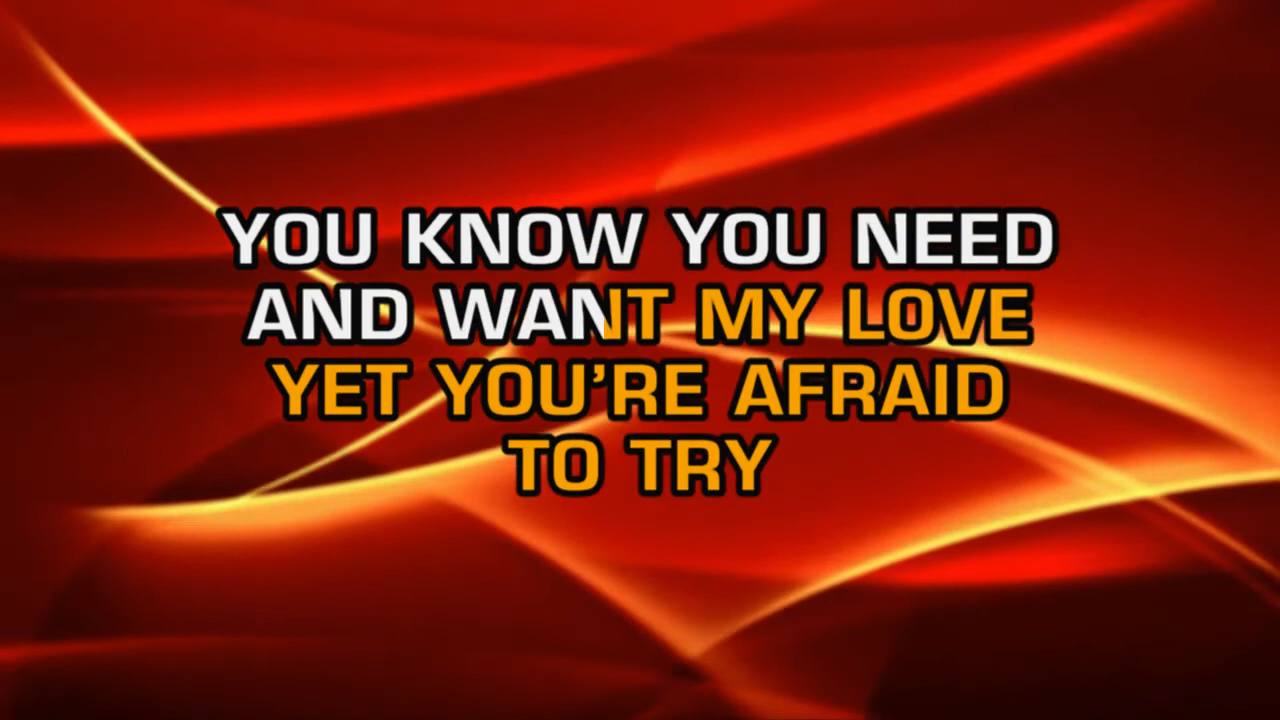 YOU KNOW YOU NEED
AND WANT MY LOVE
YET YOU'RE AFRAID
TO TRY